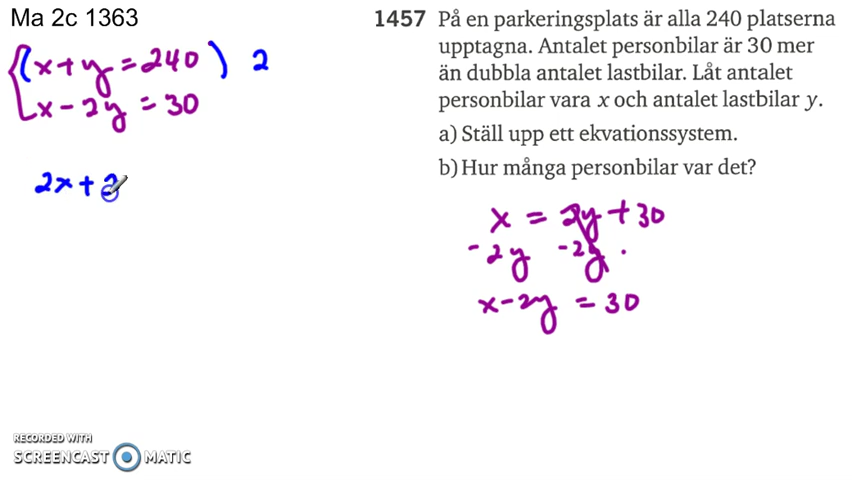 Ma 2c 1363
(x + y = 240) 2
x - 2y = 30
2x + 2
1457 På en parkeringsplats är alla 240 platserna
upptagna. Antalet personbilar är 30 mer
än dubbla antalet lastbilar. Låt antalet
personbilar vara x och antalet lastbilar y.
a) Ställ upp ett ekvationssystem.
b) Hur många personbilar var det?
x = 2y + 30
-2y -2y
x - 2y = 30
RECORDED WITH
SCREENCAST MATIC